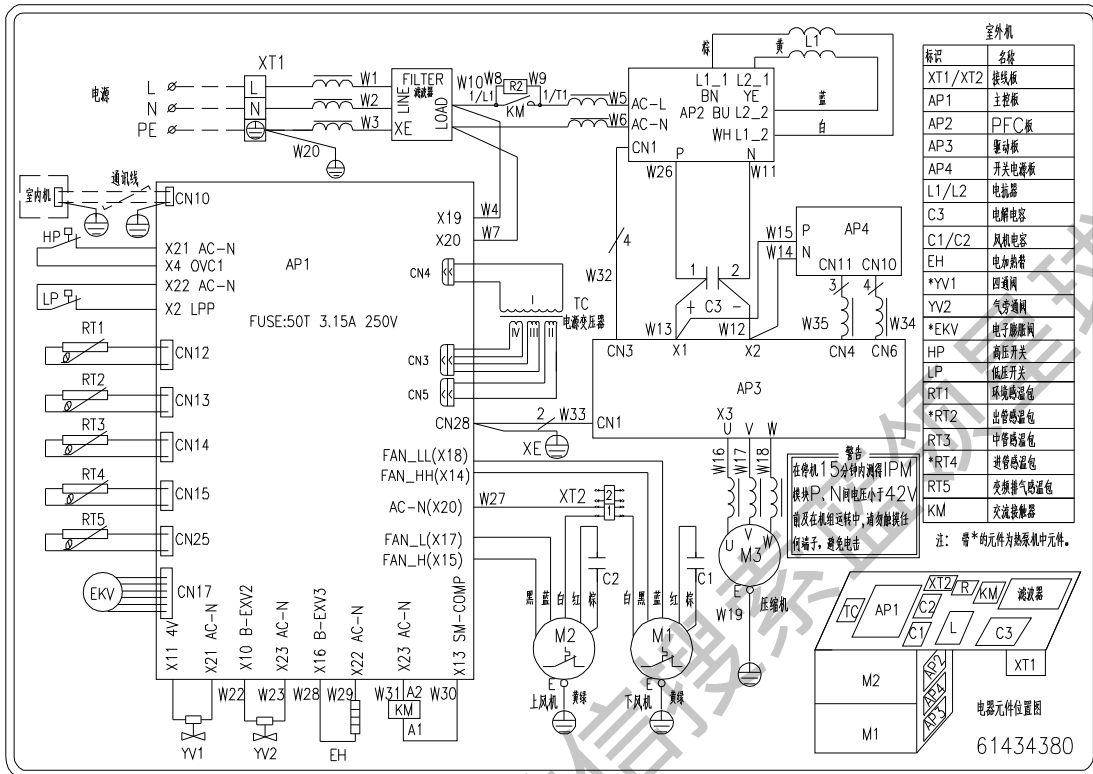 电源
L
N
PE
XT1
L
N
W1
W2
W3
W20
FILTER
滤波器
LINE
LOAD
XE
W10
W8
R2
W9
1/L1
KM
1/T1
W5
W6
棕
黄
L1
蓝
白
L1_1
L2_1
BN
YE
AC-L
AC-N
AP2
BU
L2_2
WH
L1_2
CN1
P
N
W26
W11
室内机
通讯线
CN10
HP
X21 AC-N
X4 OVC1
X22 AC-N
LP
X2 LPP
AP1
FUSE:50T 3.15A 250V
RT1
CN12
RT2
CN13
RT3
CN14
RT4
CN15
RT5
CN25
EKV
CN17
X19
W4
X20
W7
CN4
I
TC
电源变压器
IV
III
II
CN3
CN5
CN28
2
W33
XE
FAN_LL(X18)
FAN_HH(X14)
AC-N(X20)
W27
FAN_L(X17)
FAN_H(X15)
XT2
2
1
4
W32
1
2
+
C3
-
W13
W12
W15
W14
P
N
AP4
CN11
CN10
3
4
W35
W34
CN3
X1
X2
CN4
CN6
AP3
CN1
X3
U
V
W
W16
W17
W18
U
V
W
M3
E
W19
压缩机
警告
在停机15分钟内测得IPM
模块P、N间电压小于42V
前及在机组运转中,请勿触摸任
何端子,避免电击
C2
C1
黑
蓝
白
红
棕
白
黑
蓝
红
棕
M2
E
黄绿
上风机
M1
E
黄绿
下风机
X11 4V
X21 AC-N
X10 B-EXV2
X23 AC-N
X16 B-EXV3
X22 AC-N
X23 AC-N
X13 SM-COMP
W22
W23
W28
W29
W31
A2
W30
KM
A1
YV1
YV2
EH
室外机
标识 名称
XT1/XT2 接线板
AP1 主控板
AP2 PFC板
AP3 驱动板
AP4 开关电源板
L1/L2 电抗器
C3 电解电容
C1/C2 风机电容
EH 电加热带
*YV1 四通阀
YV2 气旁通阀
*EKV 电子膨胀阀
HP 高压开关
LP 低压开关
RT1 环境感温包
*RT2 出管感温包
RT3 中管感温包
*RT4 进管感温包
RT5 变频排气感温包
KM 交流接触器
注: 带*的元件为热泵机中元件。
TC
AP1
XT2
R
KM
滤波器
C2
C1
L
C3
XT1
M2
M1
AP2
AP4
AP3
电器元件位置图
61434380
信搜索蓝领星球